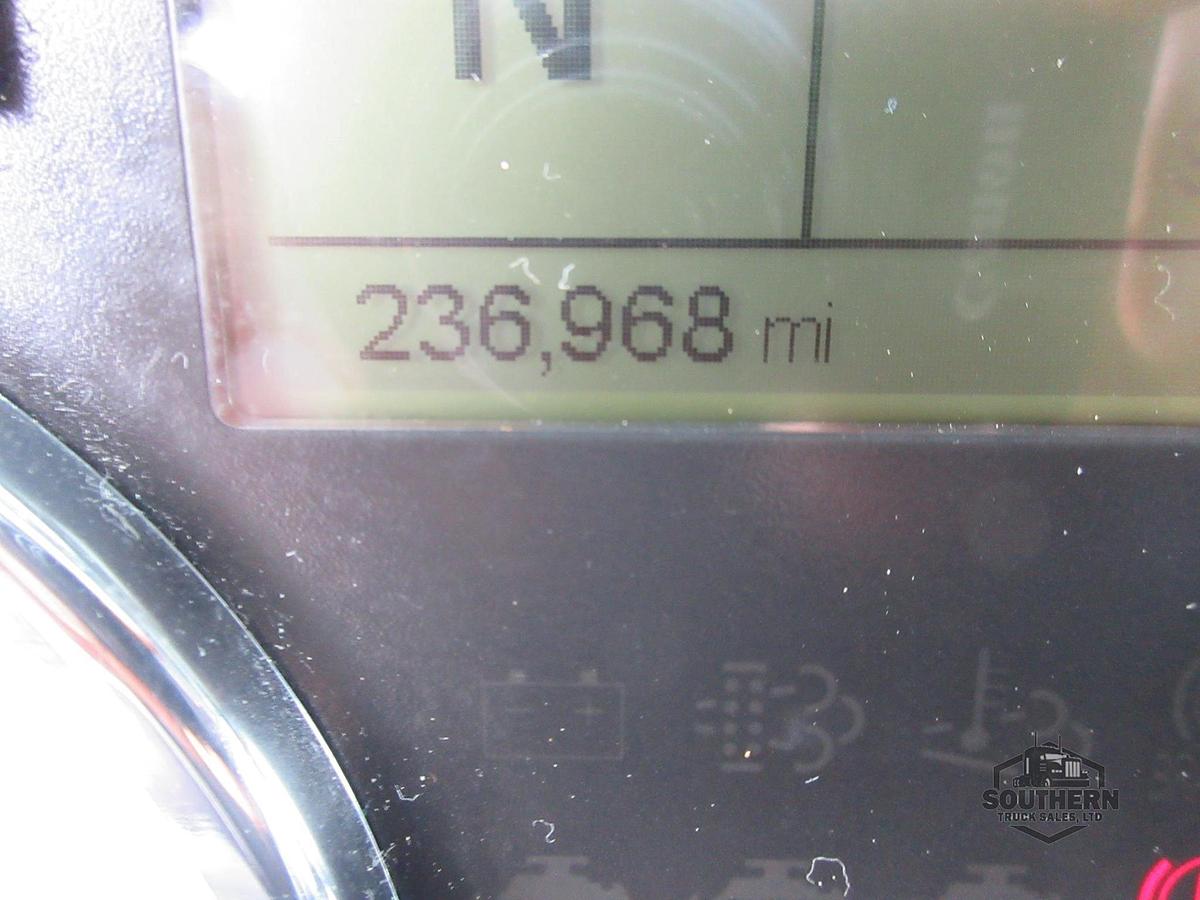 N
236,968 mi
SOUTHERN
TRUCK SALES, LTD